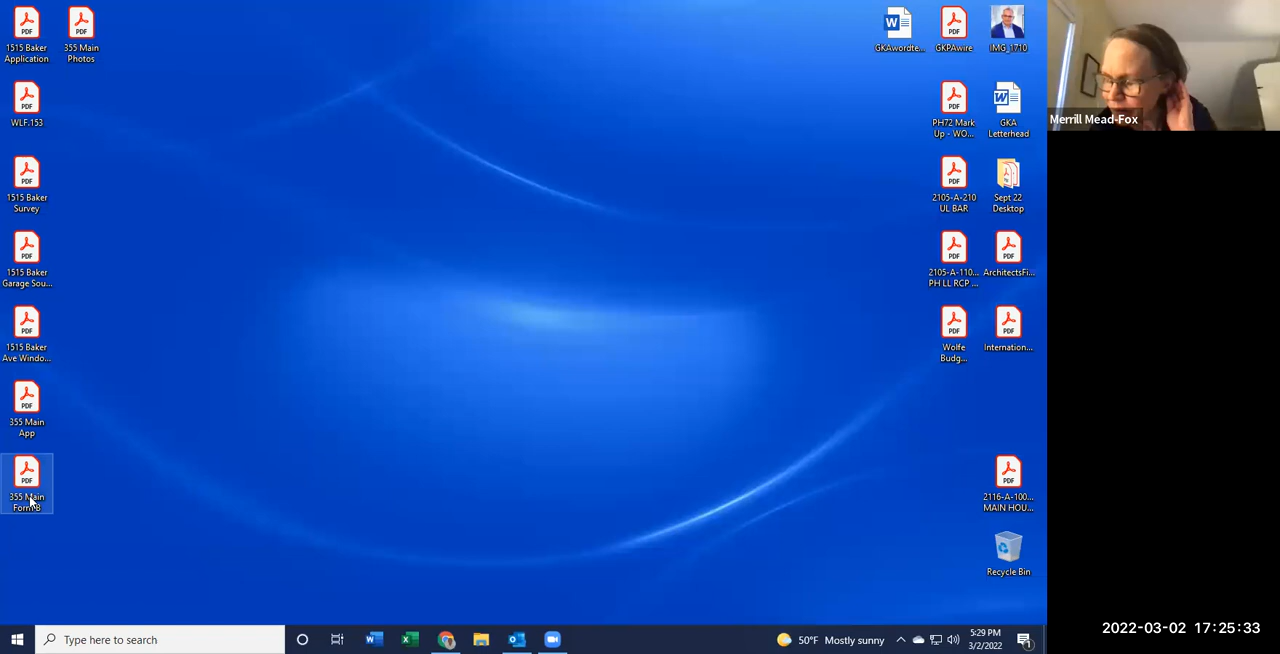 1515 Baker
Application
355 Main
Photos
WLF.153
1515 Baker
Survey
1515 Baker
Garage Sou...
1515 Baker
Ave Windo...
355 Main
App
355 Main
Form B
GKAwordte...
GKPAwire
IMG_1710
PH72 Mark
Up - WO...
GKA
Letterhead
2105-A-210
UL BAR
Sept 22
Desktop
2105-A-110...
PH LL RCP ...
ArchitectsFi...
Wolfe
Budg...
Internation...
2116-A-100...
MAIN HOU...
Recycle Bin
Merrill Mead-Fox
Type here to search
50°F Mostly sunny
5:29 PM
3/2/2022
1
2022-03-02 17:25:33